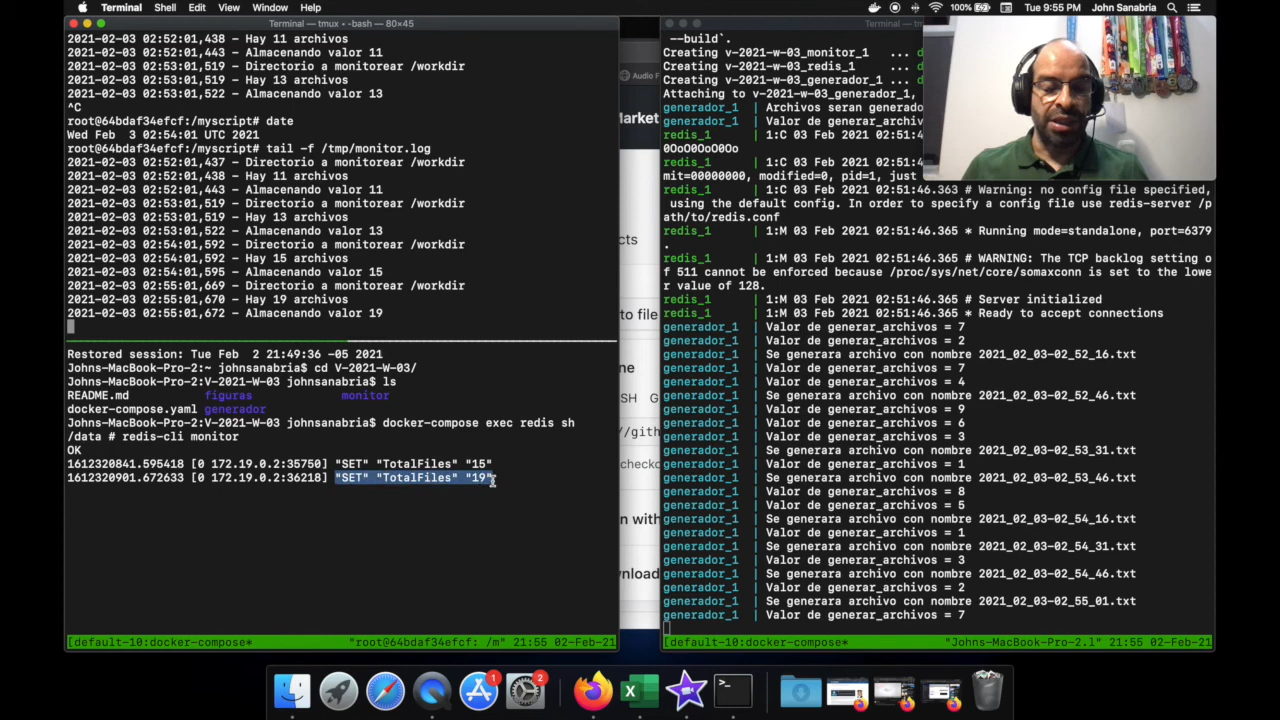 Terminal Shell Edit View Window Help
100% Tue 9:55 PM John Sanabria
Terminal — tmux • -bash — 80×45
2021-02-03 02:52:01,438 - Hay 11 archivos
2021-02-03 02:52:01,443 - Almacenando valor 11
2021-02-03 02:53:01,519 - Directorio a monitorear /workdir
2021-02-03 02:53:01,519 - Hay 13 archivos
2021-02-03 02:53:01,522 - Almacenando valor 13
^C
root@64bdaf34efcf:/myscript# date
Wed Feb  3 02:54:01 UTC 2021
root@64bdaf34efcf:/myscript# tail -f /tmp/monitor.log
2021-02-03 02:52:01,437 - Directorio a monitorear /workdir
2021-02-03 02:52:01,438 - Hay 11 archivos
2021-02-03 02:52:01,443 - Almacenando valor 11
2021-02-03 02:53:01,519 - Directorio a monitorear /workdir
2021-02-03 02:53:01,519 - Hay 13 archivos
2021-02-03 02:53:01,522 - Almacenando valor 13
2021-02-03 02:54:01,592 - Directorio a monitorear /workdir
2021-02-03 02:54:01,592 - Hay 15 archivos
2021-02-03 02:54:01,595 - Almacenando valor 15
2021-02-03 02:55:01,669 - Directorio a monitorear /workdir
2021-02-03 02:55:01,670 - Hay 19 archivos
2021-02-03 02:55:01,672 - Almacenando valor 19
Restored session: Tue Feb  2 21:49:36 -05 2021
Johns-MacBook-Pro-2:~ johnsanabria$ cd V-2021-W-03/
Johns-MacBook-Pro-2:V-2021-W-03 johnsanabria$ ls
README.md figuras monitor
docker-compose.yaml generador
Johns-MacBook-Pro-2:V-2021-W-03 johnsanabria$ docker-compose exec redis sh
/data # redis-cli monitor
OK
1612320841.595418 [0 172.19.0.2:35750] "SET" "TotalFiles" "15"
1612320901.672633 [0 172.19.0.2:36218] "SET" "TotalFiles" "19"
[default-10:docker-compose* "root@64bdaf34efcf: /m" 21:55 02-Feb-21
Audio F
Market
cts
to file
ne
SH G
//gith
checko
n with
wnload
Terminal —
--build`.
Creating v-2021-w-03_monitor_1   ... d
Creating v-2021-w-03_redis_1     ... d
Creating v-2021-w-03_generador_1 ... d
Attaching to v-2021-w-03_generador_1,
generador_1 | Archivos seran generado
generador_1 | Valor de generar_archiv
redis_1 | 1:C 03 Feb 2021 02:51:4
0O0o0OoO0O0o
redis_1 | 1:C 03 Feb 2021 02:51:4
mit=00000000, modified=0, pid=1, just
redis_1 | 1:C 03 Feb 2021 02:51:46.363 # Warning: no config file specified,
using the default config. In order to specify a config file use redis-server /p
ath/to/redis.conf
redis_1 | 1:M 03 Feb 2021 02:51:46.365 * Running mode=standalone, port=6379
.
redis_1 | 1:M 03 Feb 2021 02:51:46.365 # WARNING: The TCP backlog setting o
f 511 cannot be enforced because /proc/sys/net/core/somaxconn is set to the lowe
r value of 128.
redis_1 | 1:M 03 Feb 2021 02:51:46.365 # Server initialized
redis_1 | 1:M 03 Feb 2021 02:51:46.365 * Ready to accept connections
generador_1 | Valor de generar_archivos = 7
generador_1 | Valor de generar_archivos = 2
generador_1 | Se generara archivo con nombre 2021_02_03-02_52_16.txt
generador_1 | Valor de generar_archivos = 7
generador_1 | Valor de generar_archivos = 4
generador_1 | Se generara archivo con nombre 2021_02_03-02_52_46.txt
generador_1 | Valor de generar_archivos = 9
generador_1 | Valor de generar_archivos = 6
generador_1 | Valor de generar_archivos = 3
generador_1 | Se generara archivo con nombre 2021_02_03-02_53_31.txt
generador_1 | Valor de generar_archivos = 1
generador_1 | Se generara archivo con nombre 2021_02_03-02_53_46.txt
generador_1 | Valor de generar_archivos = 8
generador_1 | Valor de generar_archivos = 5
generador_1 | Se generara archivo con nombre 2021_02_03-02_54_16.txt
generador_1 | Valor de generar_archivos = 1
generador_1 | Se generara archivo con nombre 2021_02_03-02_54_31.txt
generador_1 | Valor de generar_archivos = 3
generador_1 | Se generara archivo con nombre 2021_02_03-02_54_46.txt
generador_1 | Valor de generar_archivos = 2
generador_1 | Se generara archivo con nombre 2021_02_03-02_55_01.txt
generador_1 | Valor de generar_archivos = 7
[default-10:docker-compose* "Johns-MacBook-Pro-2.l" 21:55 02-Feb-21
1
2